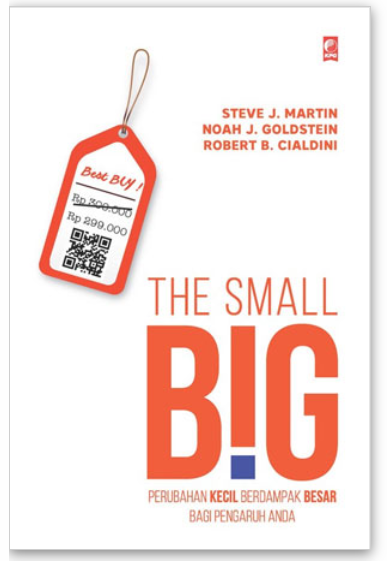 KPG
STEVE J. MARTIN
NOAH J. GOLDSTEIN
ROBERT B. CIALDINI
Best BUY !
Rp 300.000
Rp 299.000
THE SMALL
B!G
PERUBAHAN KECIL BERDAMPAK BESAR
BAGI PENGARUH ANDA